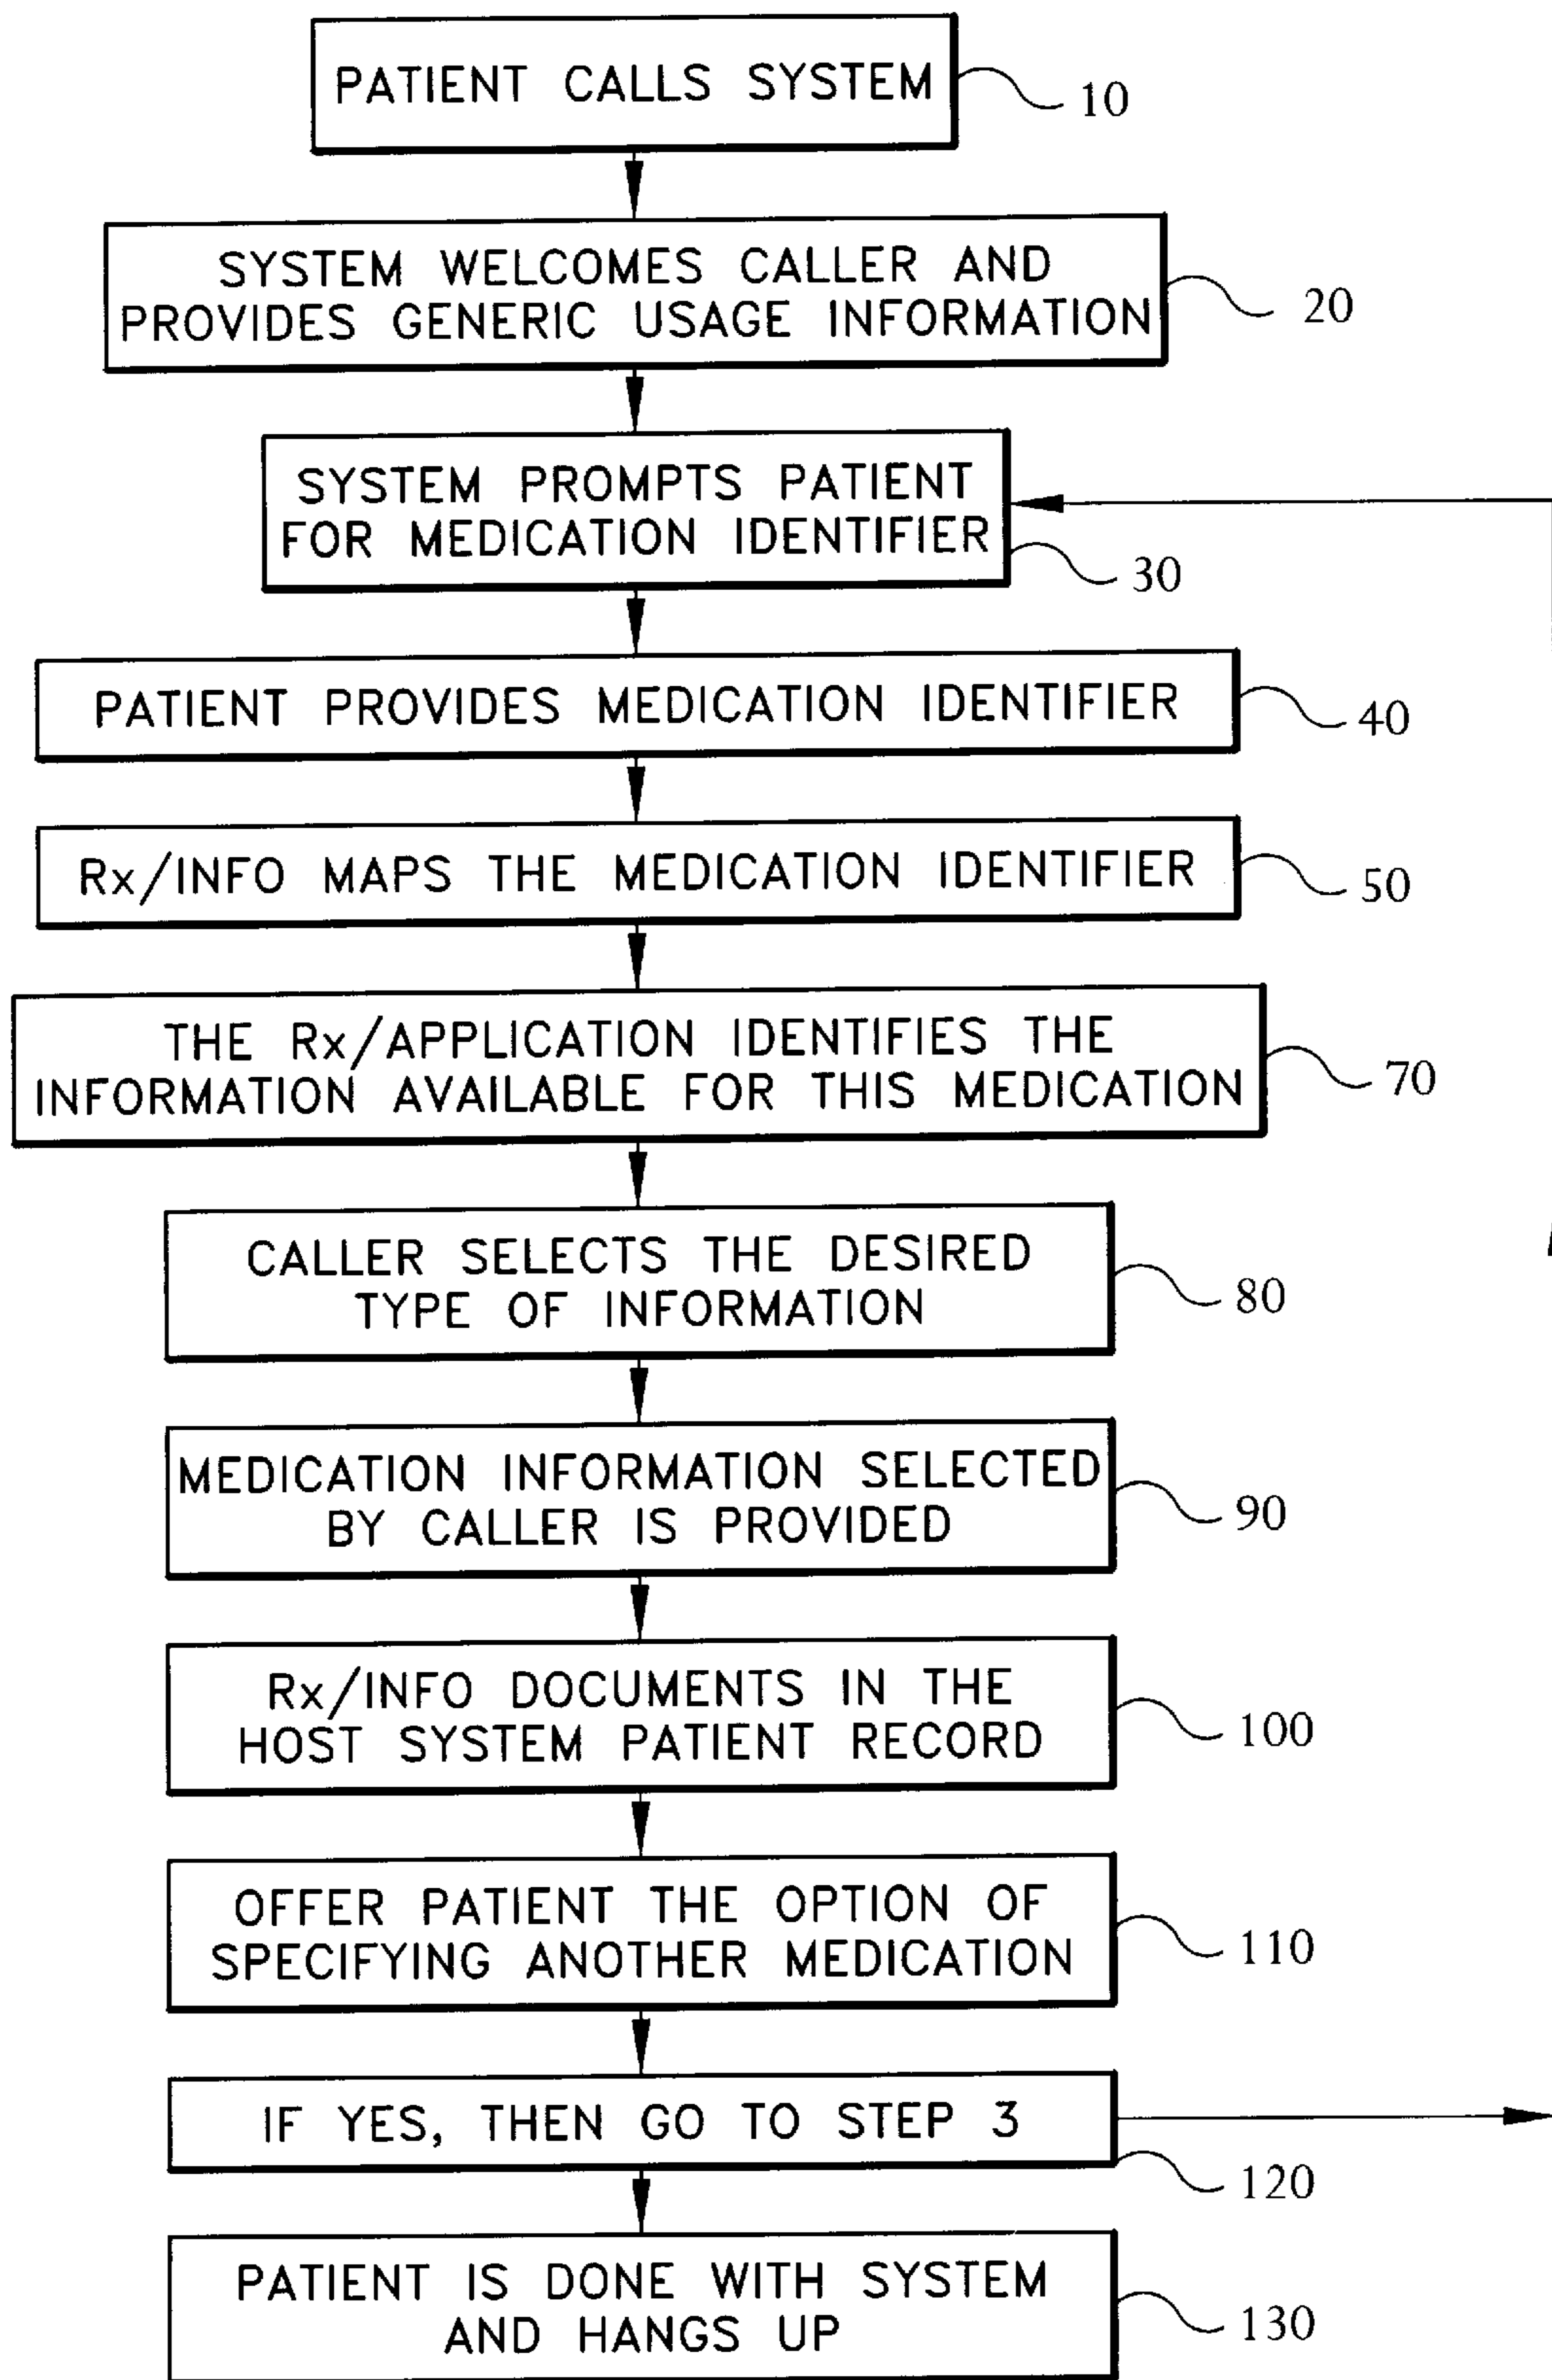 PATIENT CALLS SYSTEM
10
SYSTEM WELCOMES CALLER AND
PROVIDES GENERIC USAGE INFORMATION
20
SYSTEM PROMPTS PATIENT
FOR MEDICATION IDENTIFIER
30
PATIENT PROVIDES MEDICATION IDENTIFIER
40
Rx/INFO MAPS THE MEDICATION IDENTIFIER
50
THE Rx/APPLICATION IDENTIFIES THE
INFORMATION AVAILABLE FOR THIS MEDICATION
70
CALLER SELECTS THE DESIRED
TYPE OF INFORMATION
80
MEDICATION INFORMATION SELECTED
BY CALLER IS PROVIDED
90
Rx/INFO DOCUMENTS IN THE
HOST SYSTEM PATIENT RECORD
100
OFFER PATIENT THE OPTION OF
SPECIFYING ANOTHER MEDICATION
110
IF YES, THEN GO TO STEP 3
120
PATIENT IS DONE WITH SYSTEM
AND HANGS UP
130